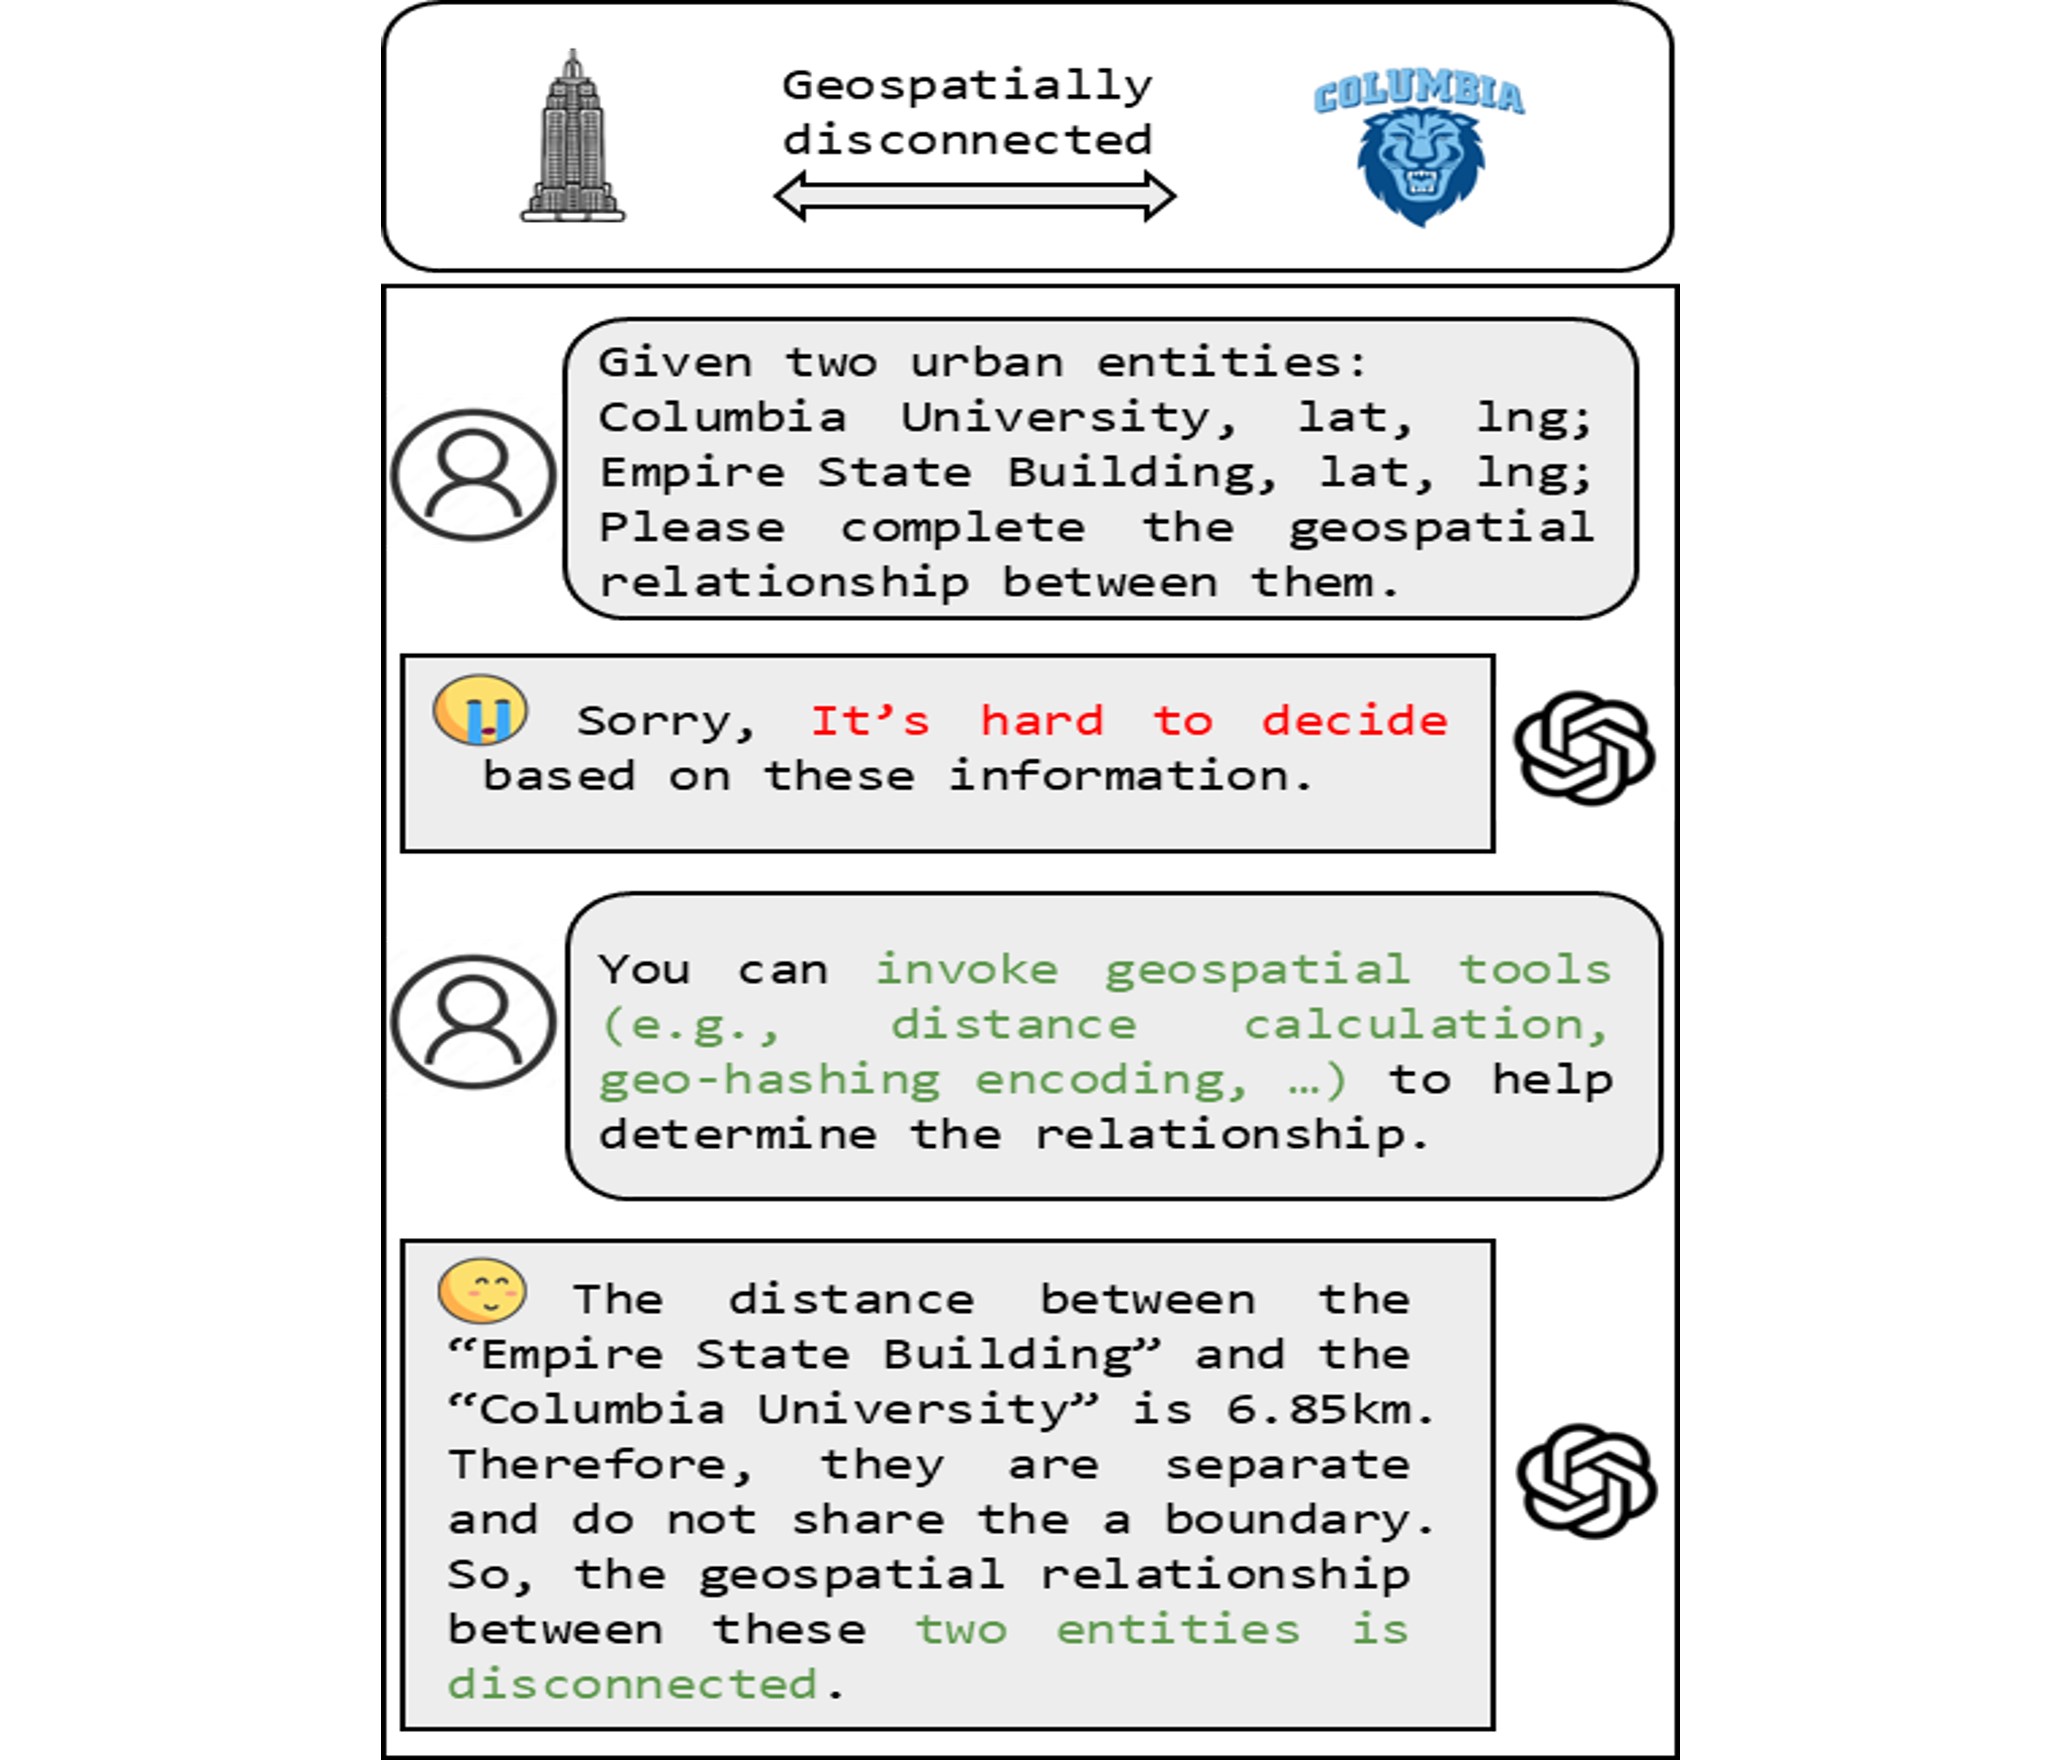 Geospatially
disconnected
COLUMBIA
Given two urban entities:
Columbia University, lat, lng;
Empire State Building, lat, lng;
Please complete the geospatial
relationship between them.
Sorry, It’s hard to decide
based on these information.
You can invoke geospatial tools
(e.g., distance calculation,
geo-hashing encoding, …) to help
determine the relationship.
The distance between the
“Empire State Building” and the
“Columbia University” is 6.85km.
Therefore, they are separate
and do not share the a boundary.
So, the geospatial relationship
between these two entities is
disconnected.